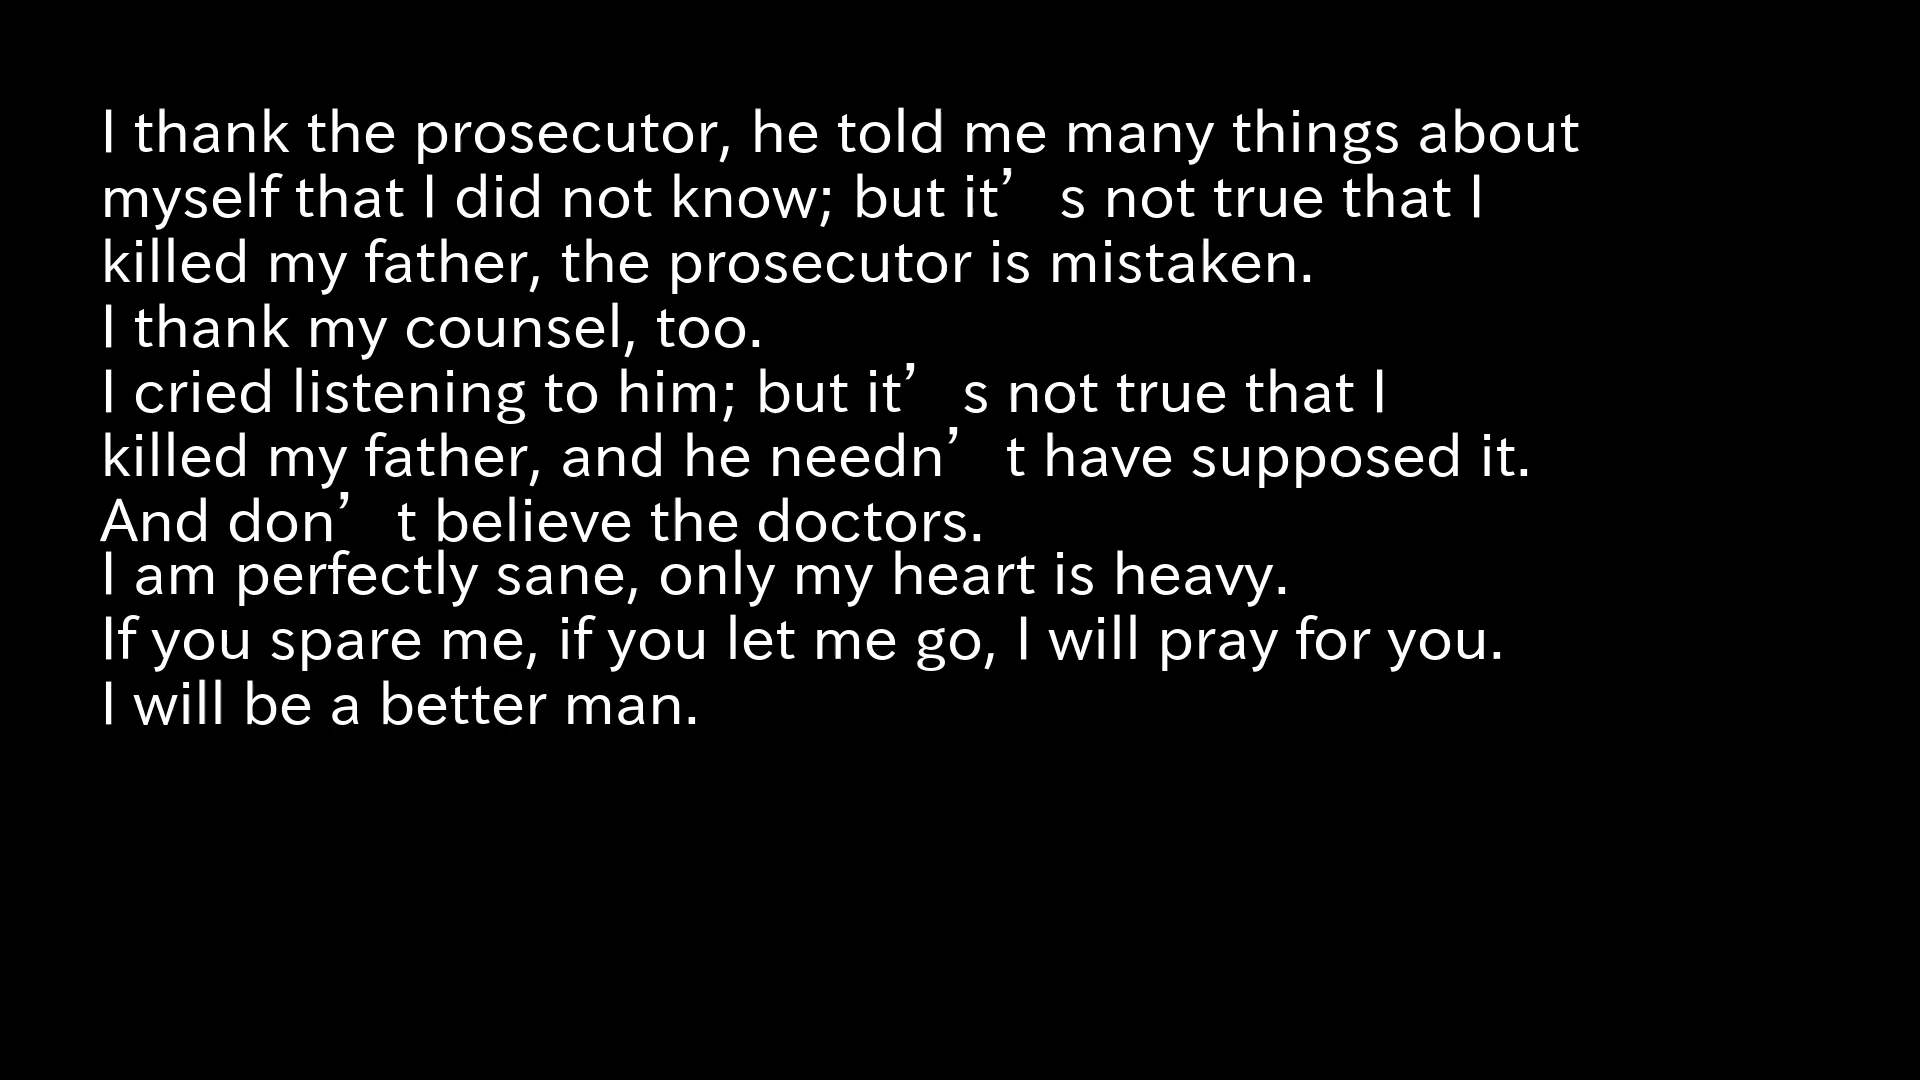 I thank the prosecutor, he told me many things about
myself that I did not know; but it’s not true that I
killed my father, the prosecutor is mistaken.
I thank my counsel, too.
I cried listening to him; but it’s not true that I
killed my father, and he needn’t have supposed it.
And don’t believe the doctors.
I am perfectly sane, only my heart is heavy.
If you spare me, if you let me go, I will pray for you.
I will be a better man.